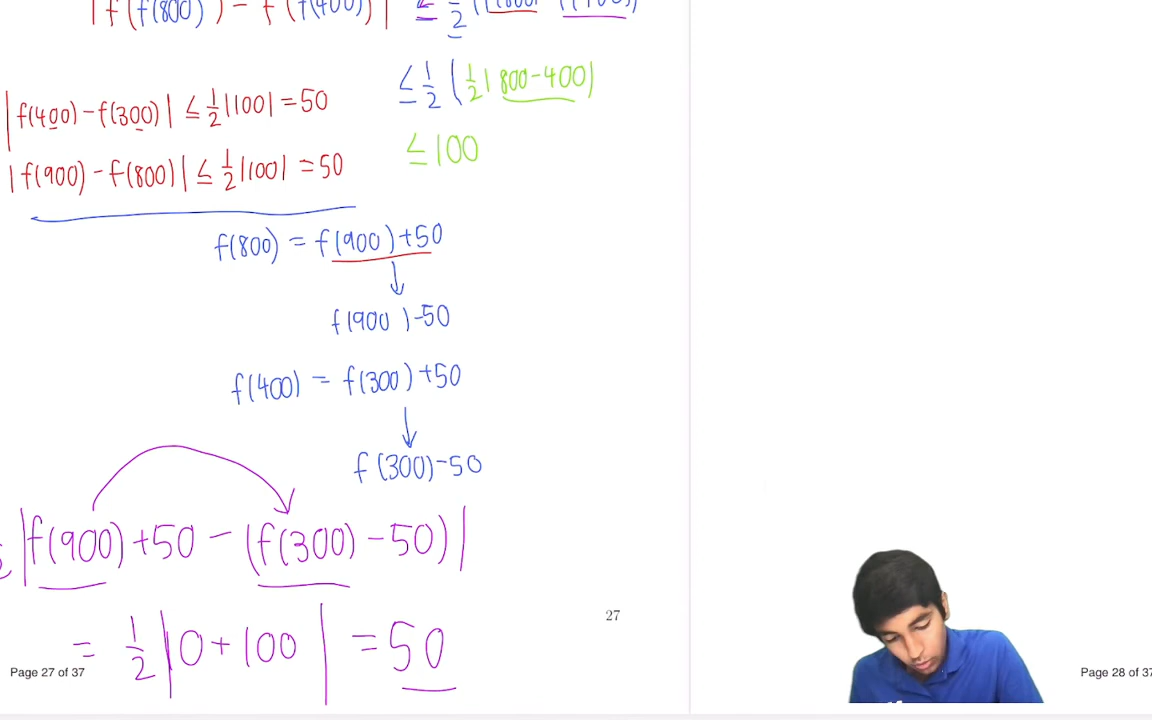 |f(f(800)) - f(f(400))| ≤ 1/2
≤ 1/2 (1/2 | 800-400)
|f(400) - f(300)| ≤ 1/2 |100| = 50
≤ 100
|f(900) - f(800)| ≤ 1/2 |100| = 50
f(800) = f(900)+50
↓
f(900)-50
f(400) = f(300)+50
↓
f(300)-50
|f(900)+50 - (f(300)-50)|
= 1/2 |0+100| = 50
27
Page 27 of 37
Page 28 of 37